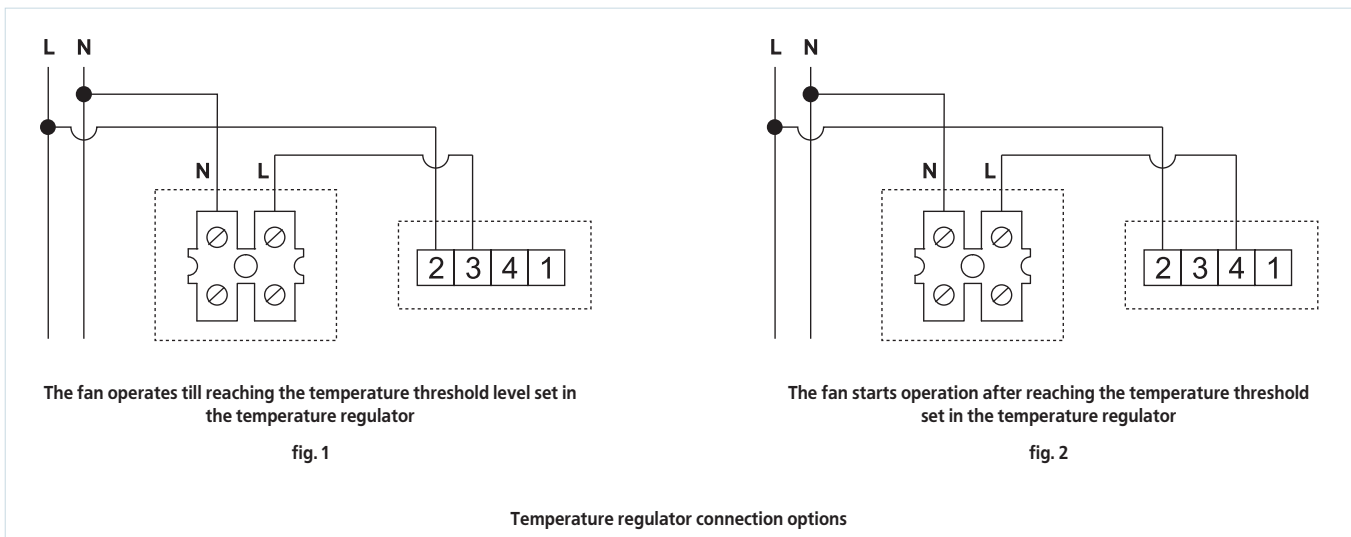 L N
N L
2 3 4 1
The fan operates till reaching the temperature threshold level set in
the temperature regulator
fig. 1
L N
N L
2 3 4 1
The fan starts operation after reaching the temperature threshold
set in the temperature regulator
fig. 2
Temperature regulator connection options